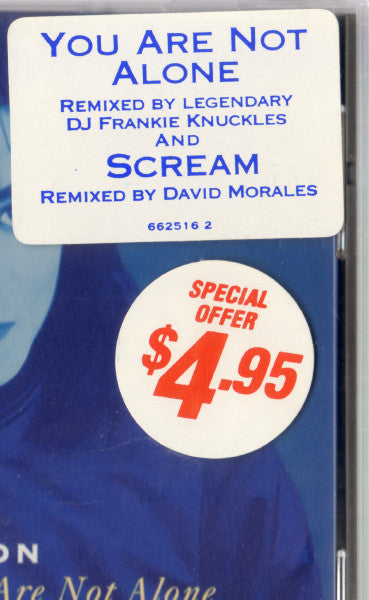 YOU ARE NOT
ALONE
REMIXED BY LEGENDARY
DJ FRANKIE KNUCKLES
AND
SCREAM
REMIXED BY DAVID MORALES
662516 2
SPECIAL
OFFER
$4.95
ON
Are Not Alone